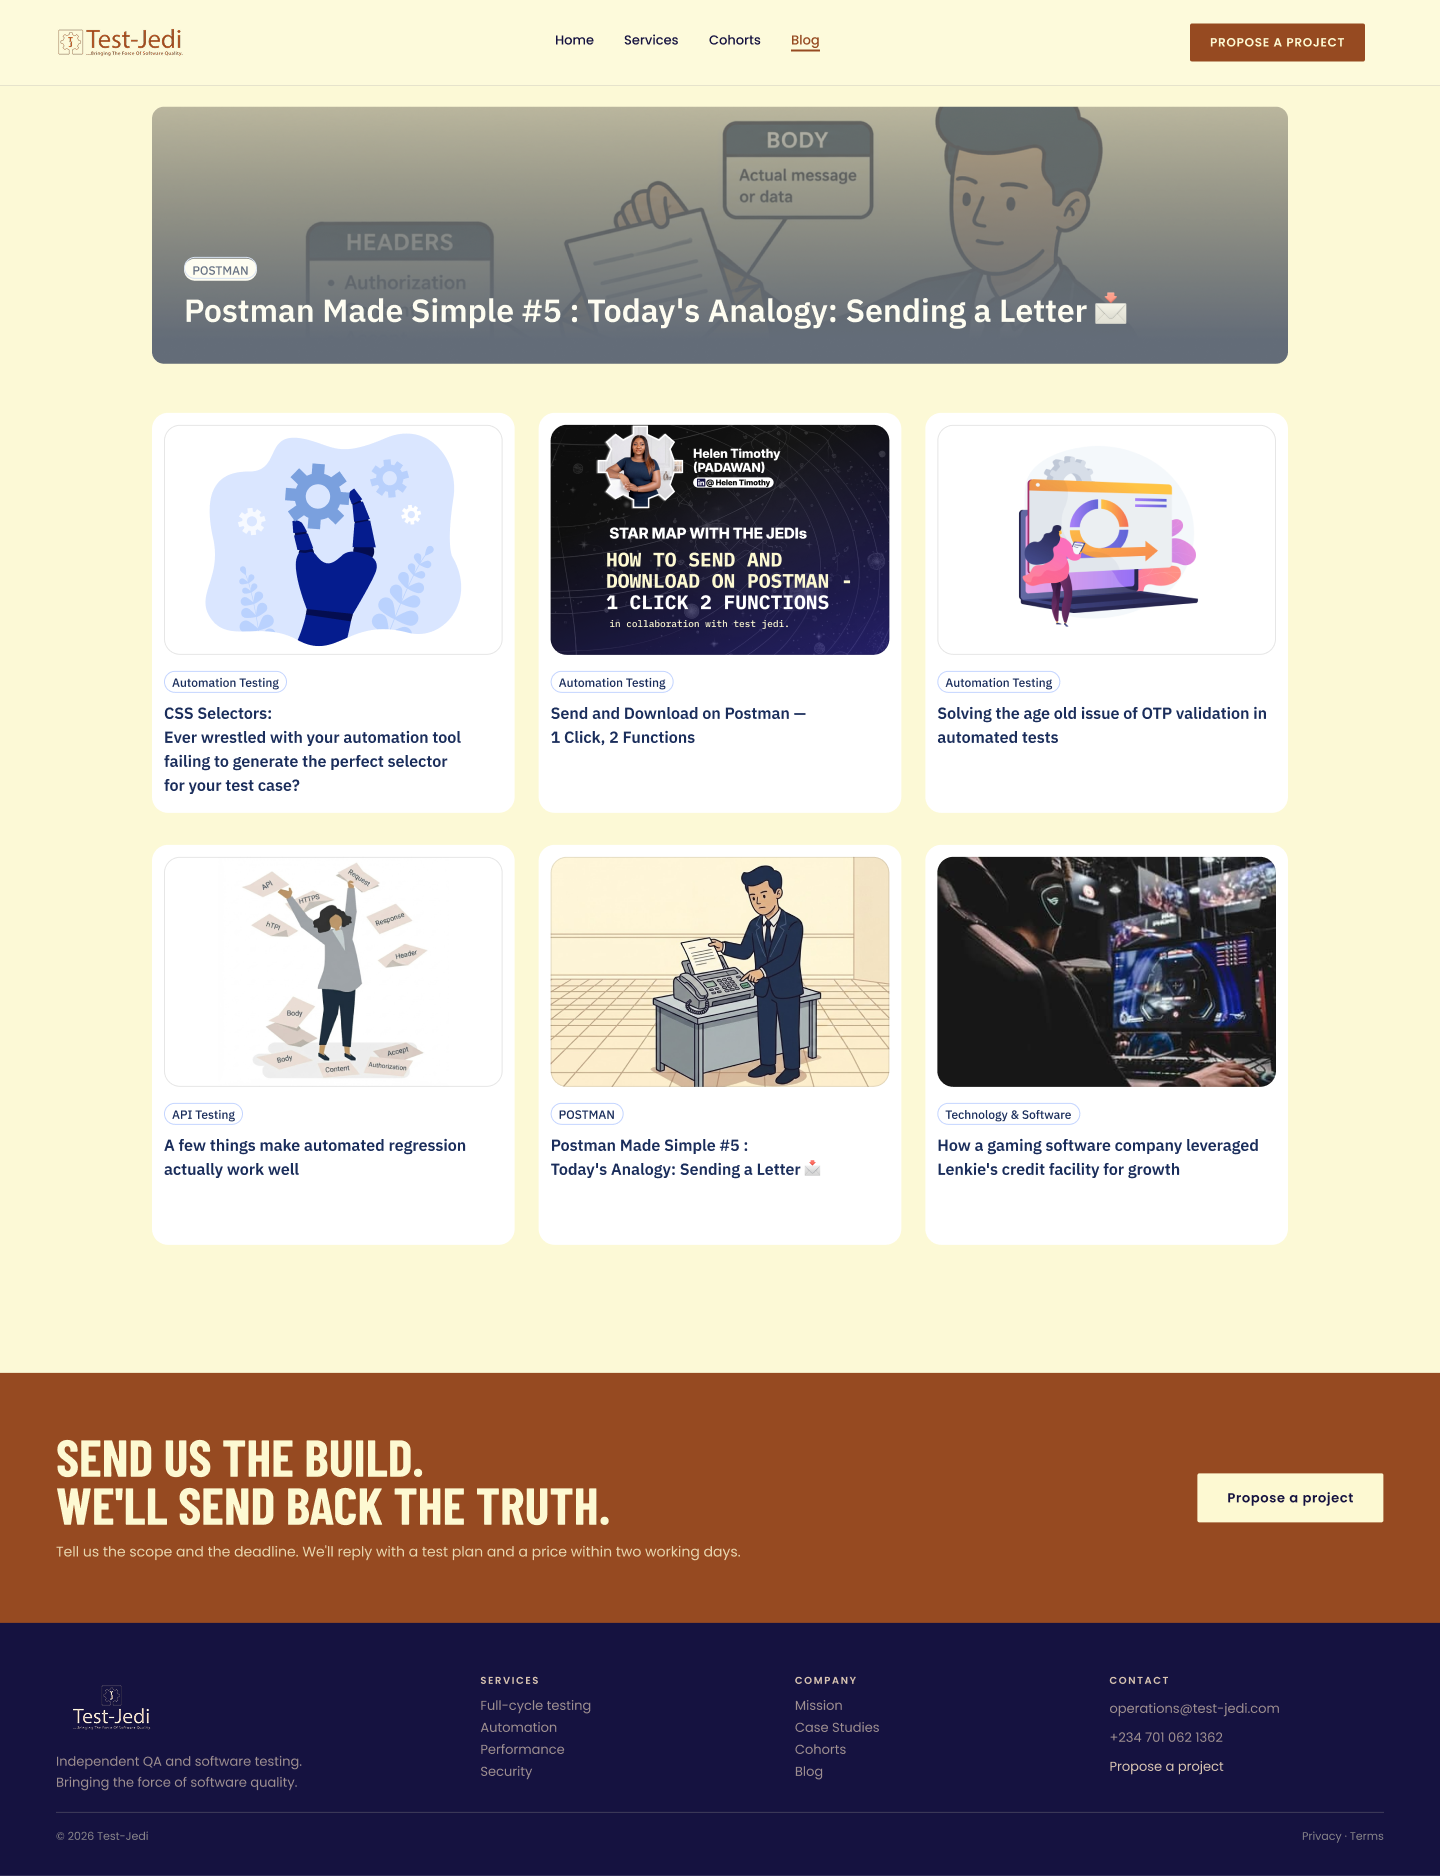 Test-Jedi
...Bringing The Force Of Software Quality.
Home
Services
Cohorts
Blog
PROPOSE A PROJECT
BODY
Actual message
or data
HEADERS
• Authorization
POSTMAN
Postman Made Simple #5 : Today's Analogy: Sending a Letter 📩
Helen Timothy
(PADAWAN)
in @ Helen Timothy
STAR MAP WITH THE JEDIs
HOW TO SEND AND
DOWNLOAD ON POSTMAN -
1 CLICK 2 FUNCTIONS
in collaboration with test jedi.
Automation Testing
CSS Selectors:
Ever wrestled with your automation tool
failing to generate the perfect selector
for your test case?
Automation Testing
Send and Download on Postman —
1 Click, 2 Functions
Automation Testing
Solving the age old issue of OTP validation in
automated tests
API
HTTPS
Request
hTPI
Response
Header
Body
Body
Content
Accept
Authorization
API Testing
A few things make automated regression
actually work well
POSTMAN
Postman Made Simple #5 :
Today's Analogy: Sending a Letter 📩
Technology & Software
How a gaming software company leveraged
Lenkie's credit facility for growth
SEND US THE BUILD.
WE'LL SEND BACK THE TRUTH.
Tell us the scope and the deadline. We'll reply with a test plan and a price within two working days.
Propose a project
Test-Jedi
...Bringing The Force Of Software Quality.
Independent QA and software testing.
Bringing the force of software quality.
SERVICES
Full-cycle testing
Automation
Performance
Security
COMPANY
Mission
Case Studies
Cohorts
Blog
CONTACT
operations@test-jedi.com
+234 701 062 1362
Propose a project
© 2026 Test-Jedi
Privacy · Terms